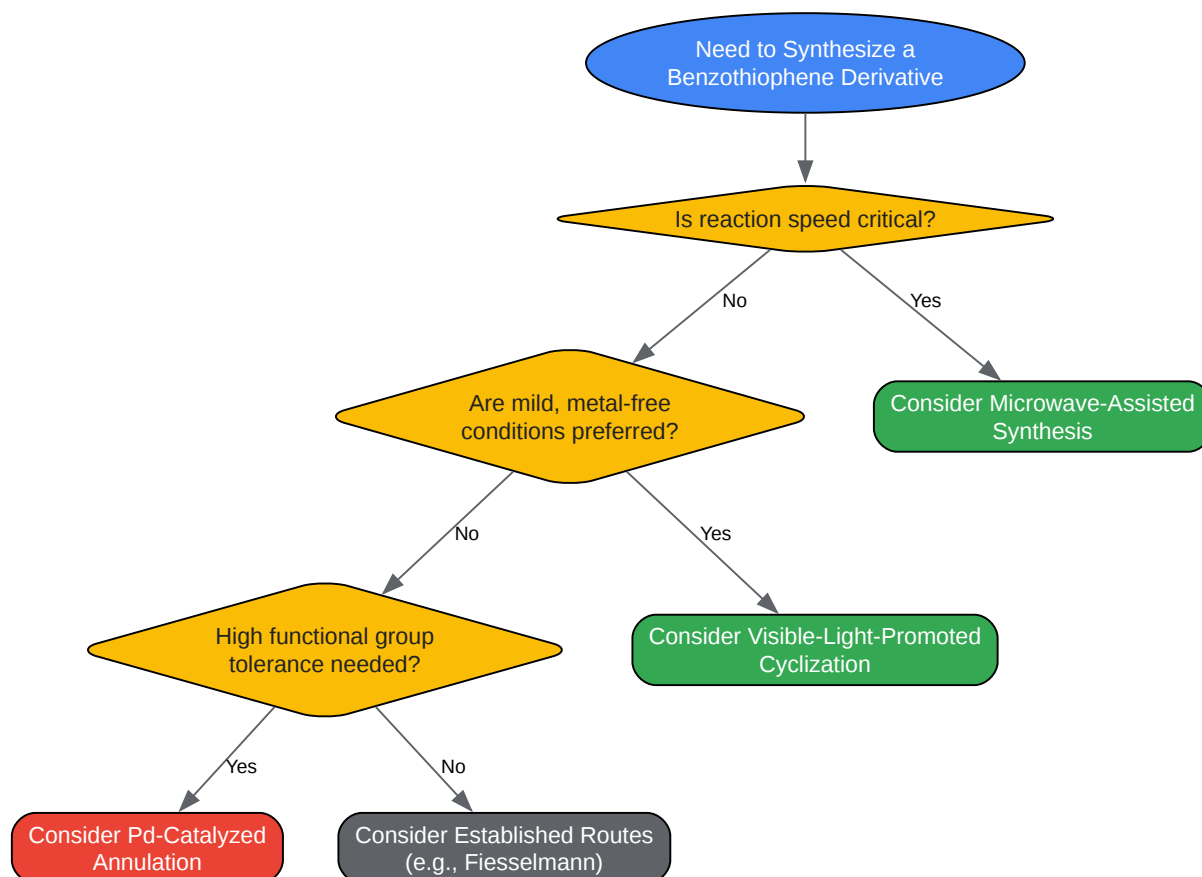 Need to Synthesize a
Benzothiophene Derivative
Is reaction speed critical?
No
Yes
Are mild, metal-free
conditions preferred?
Consider Microwave-Assisted
Synthesis
No
Yes
High functional group
tolerance needed?
Consider Visible-Light-Promoted
Cyclization
Yes
No
Consider Pd-Catalyzed
Annulation
Consider Established Routes
(e.g., Fiesselmann)